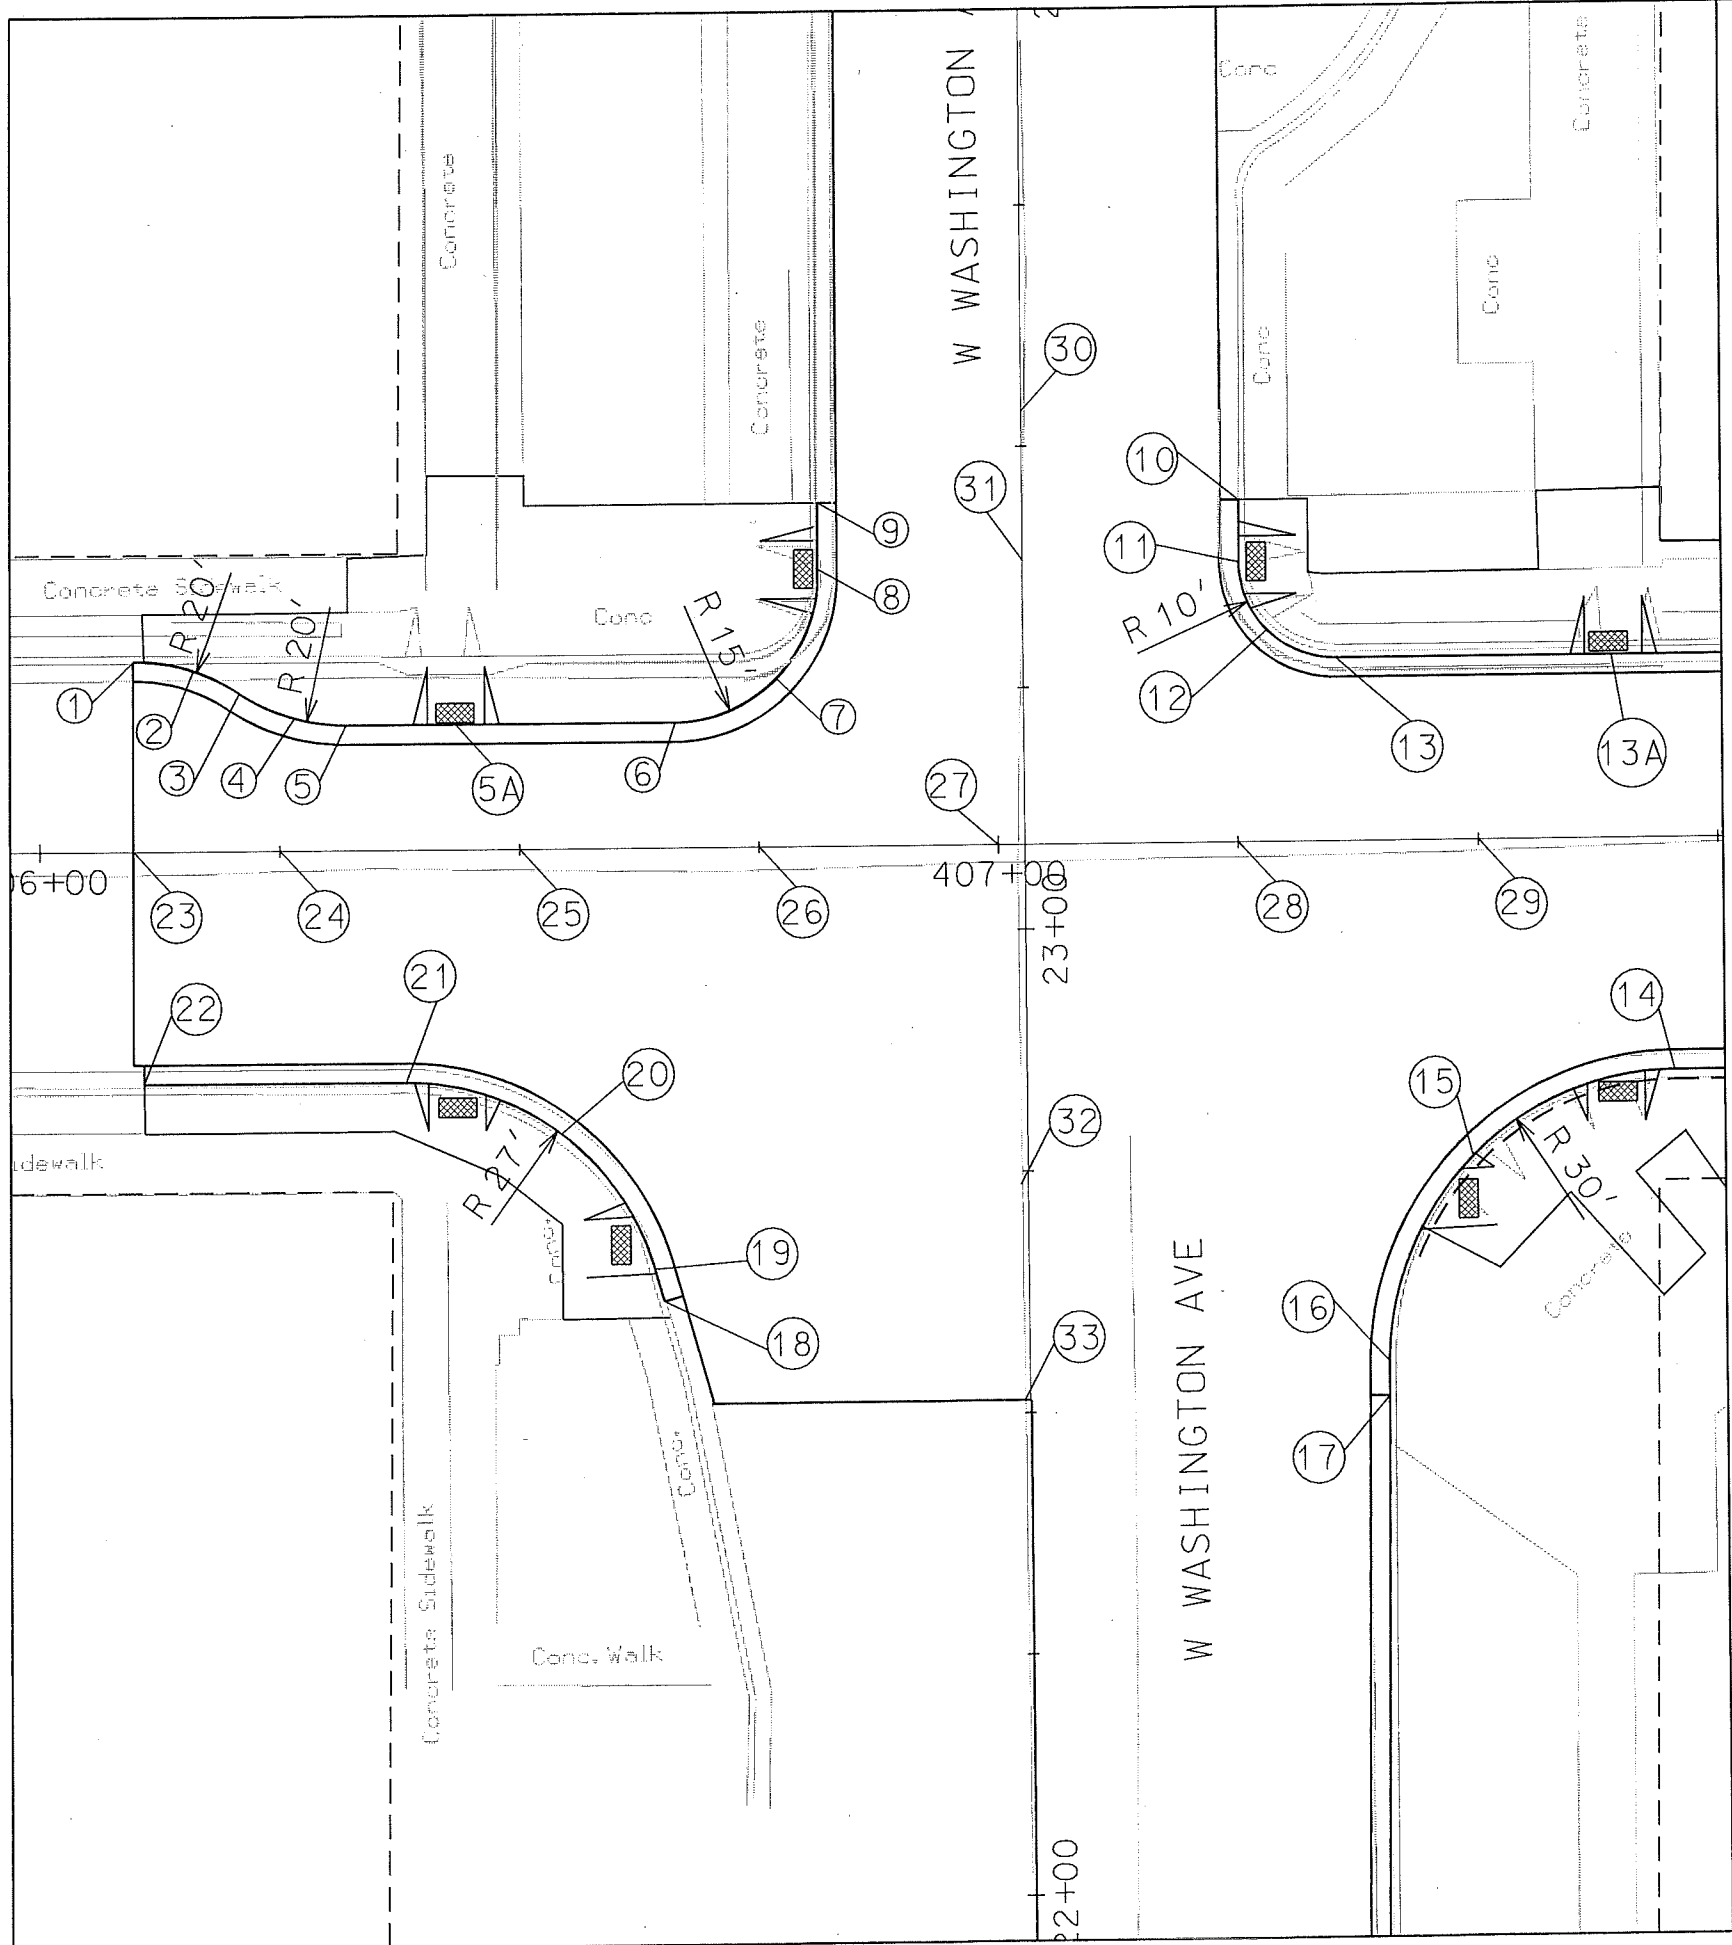 W WASHINGTON
Conc
Concrete
Concrete
Conc
Concrete
Conc
30
10
31
9
11
8
Concrete Sidewalk
R 20'
R 20'
Conc
R 15'
R 10'
1
2
3
4
5
5A
6
7
12
13
13A
27
06+00
407+00
23
24
25
26
28
29
23+00
21
22
20
14
15
R 27'
32
R 30'
idewalk
Conc.
19
Concrete
16
18
33
17
W WASHINGTON AVE
Conc.
Concrete Sidewalk
Conc. Walk
22+00